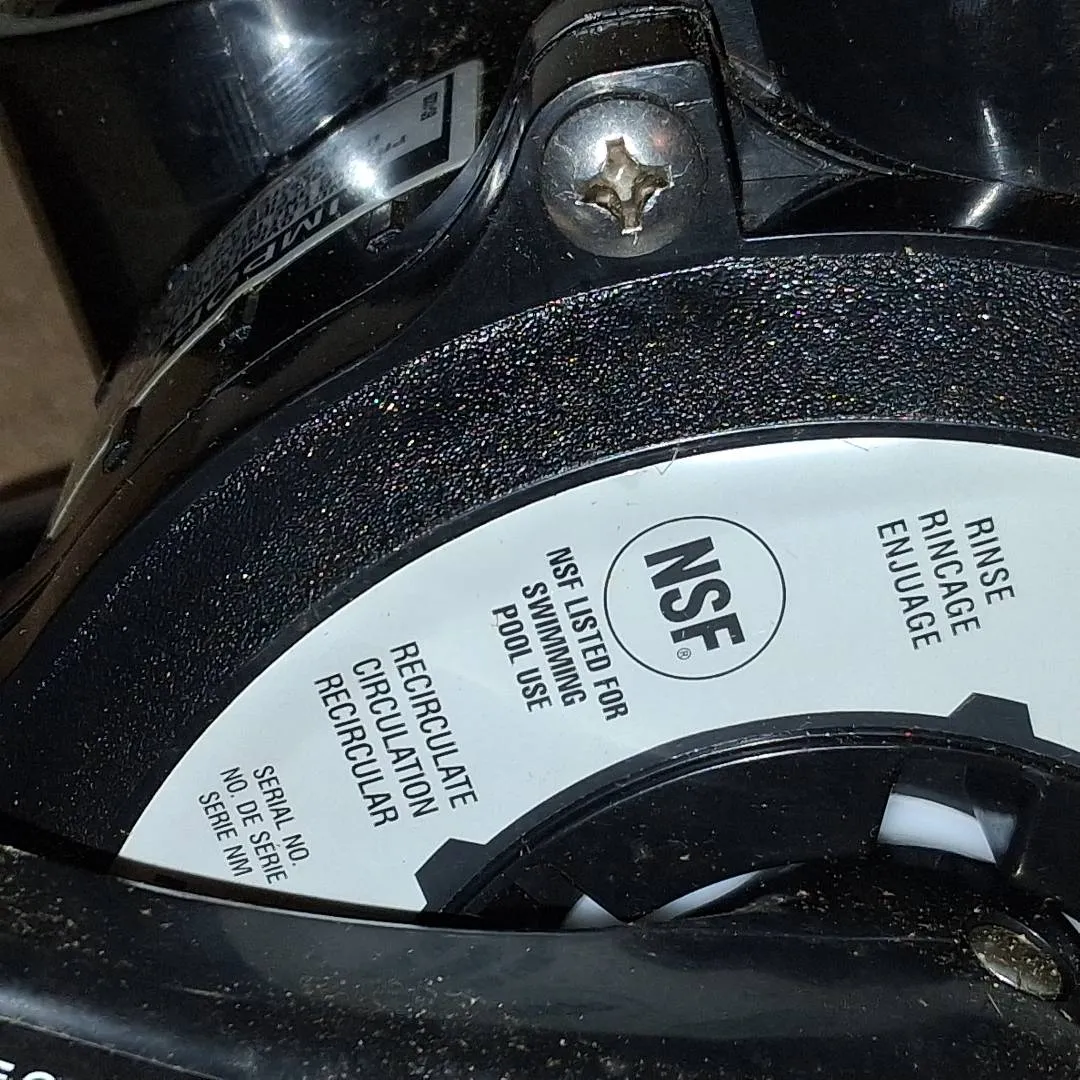 RINSE
RINCAGE
ENJUAGE
NSF
®
NSF LISTED FOR
SWIMMING
POOL USE
RECIRCULATE
CIRCULATION
RECIRCULAR
SERIAL NO.
NO. DE SÉRIE
SERIE NM